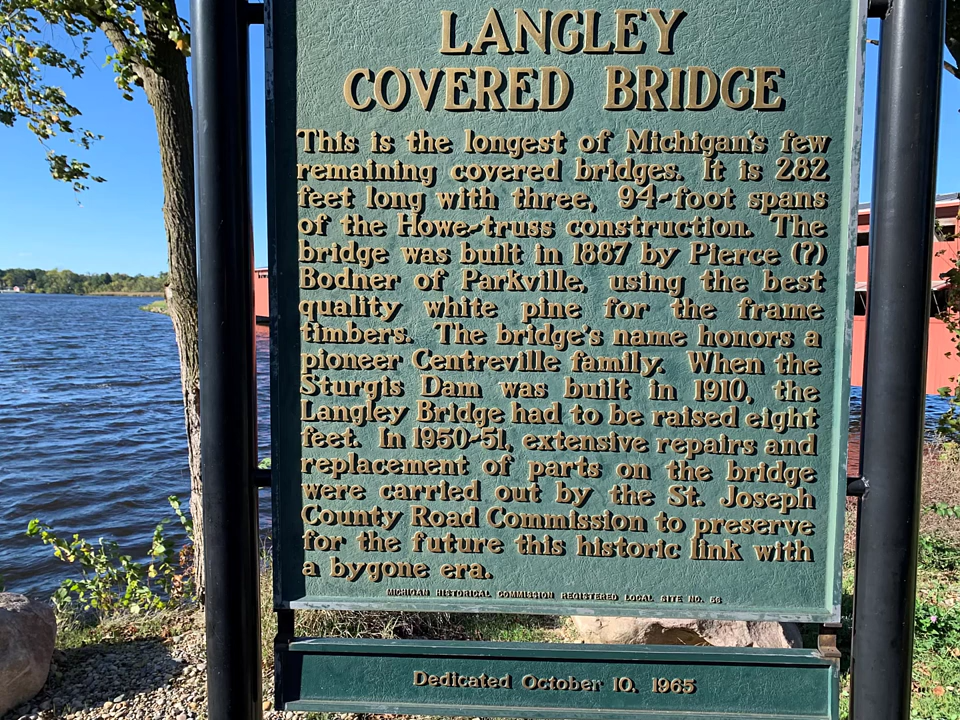 LANGLEY
COVERED BRIDGE
This is the longest of Michigan's few
remaining covered bridges. It is 282
feet long with three, 94-foot spans
of the Howe-truss construction. The
bridge was built in 1887 by Pierce (?)
Bodner of Parkville, using the best
quality white pine for the frame
timbers. The bridge's name honors a
pioneer Centreville family. When the
Sturgis Dam was built in 1910, the
Langley Bridge had to be raised eight
feet. In 1950-51, extensive repairs and
replacement of parts on the bridge
were carried out by the St. Joseph
County Road Commission to preserve
for the future this historic link with
a bygone era.
MICHIGAN HISTORICAL COMMISSION REGISTERED LOCAL SITE NO. 58
Dedicated October 10, 1965